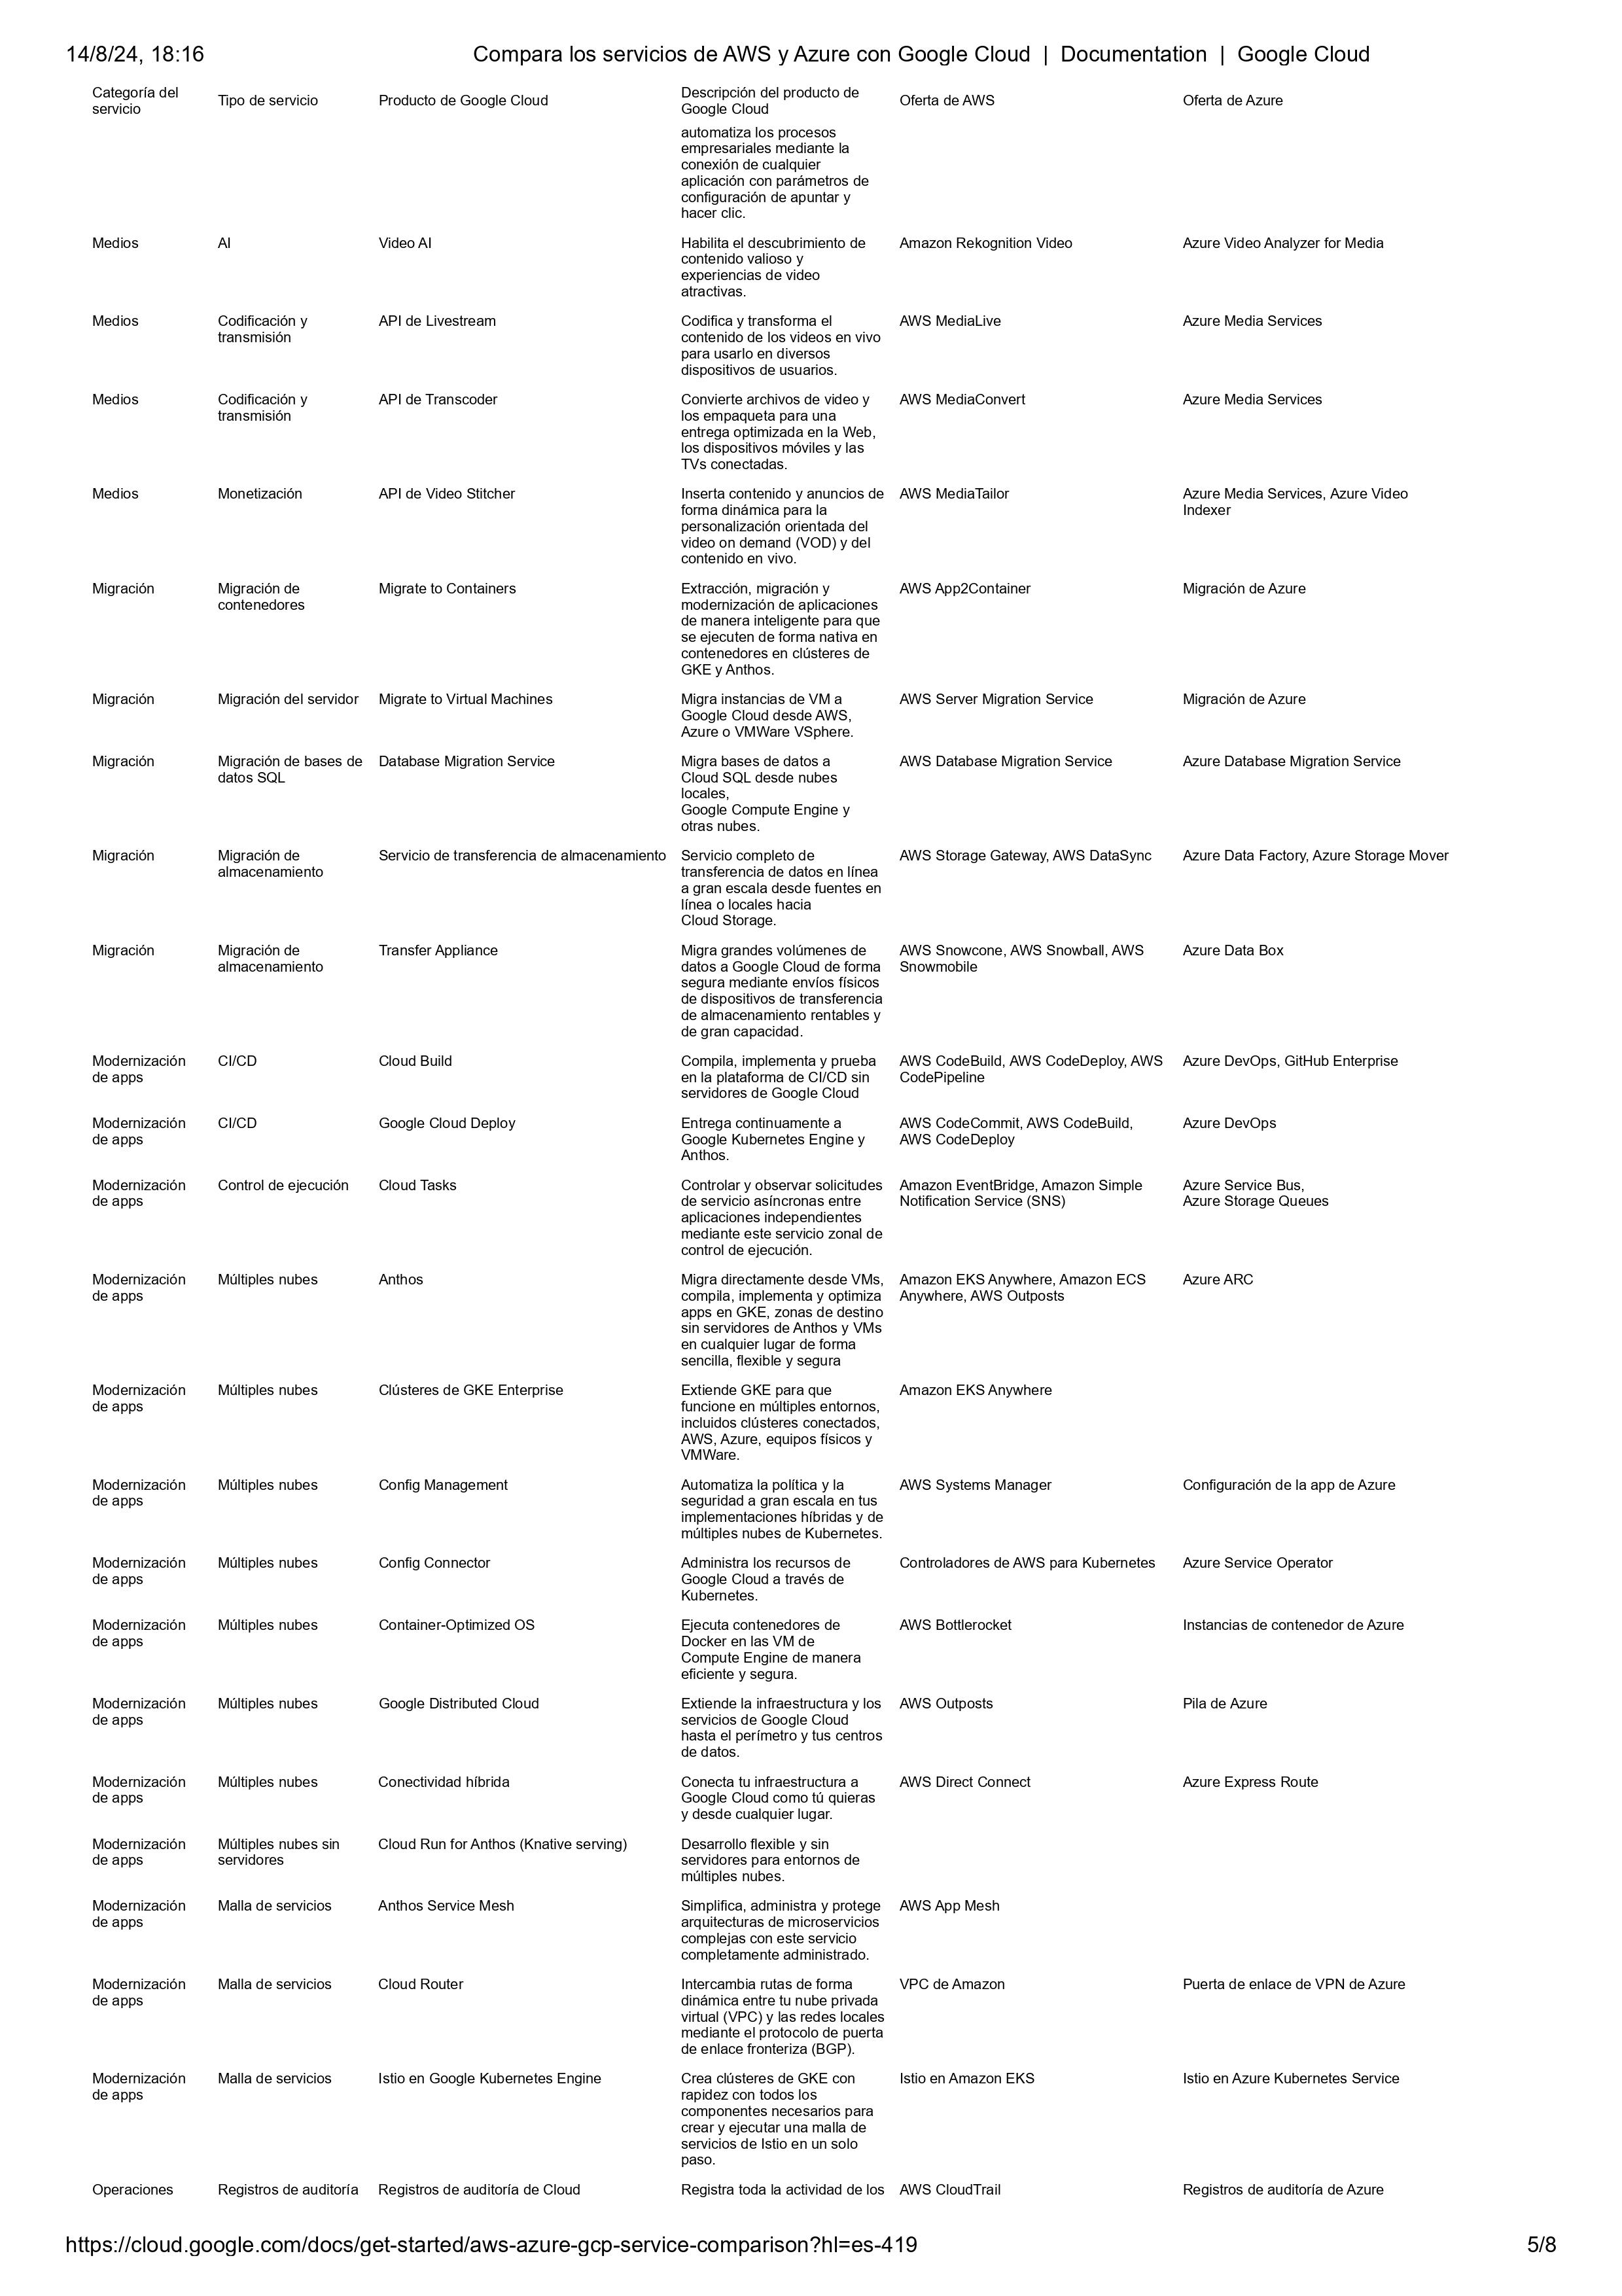 14/8/24, 18:16
Compara los servicios de AWS y Azure con Google Cloud | Documentation | Google Cloud
Categoría del
servicio
Tipo de servicio
Producto de Google Cloud
Descripción del producto de
Google Cloud
Oferta de AWS
Oferta de Azure
automatiza los procesos
empresariales mediante la
conexión de cualquier
aplicación con parámetros de
configuración de apuntar y
hacer clic.
Medios
AI
Video AI
Habilita el descubrimiento de
contenido valioso y
experiencias de video
atractivas.
Amazon Rekognition Video
Azure Video Analyzer for Media
Medios
Codificación y
transmisión
API de Livestream
Codifica y transforma el
contenido de los videos en vivo
para usarlo en diversos
dispositivos de usuarios.
AWS MediaLive
Azure Media Services
Medios
Codificación y
transmisión
API de Transcoder
Convierte archivos de video y
los empaqueta para una
entrega optimizada en la Web,
los dispositivos móviles y las
TVs conectadas.
AWS MediaConvert
Azure Media Services
Medios
Monetización
API de Video Stitcher
Inserta contenido y anuncios de
forma dinámica para la
personalización orientada del
video on demand (VOD) y del
contenido en vivo.
AWS MediaTailor
Azure Media Services, Azure Video
Indexer
Migración
Migración de
contenedores
Migrate to Containers
Extracción, migración y
modernización de aplicaciones
de manera inteligente para que
se ejecuten de forma nativa en
contenedores en clústeres de
GKE y Anthos.
AWS App2Container
Migración de Azure
Migración
Migración del servidor
Migrate to Virtual Machines
Migra instancias de VM a
Google Cloud desde AWS,
Azure o VMWare VSphere.
AWS Server Migration Service
Migración de Azure
Migración
Migración de bases de
datos SQL
Database Migration Service
Migra bases de datos a
Cloud SQL desde nubes
locales,
Google Compute Engine y
otras nubes.
AWS Database Migration Service
Azure Database Migration Service
Migración
Migración de
almacenamiento
Servicio de transferencia de almacenamiento
Servicio completo de
transferencia de datos en línea
a gran escala desde fuentes en
línea o locales hacia
Cloud Storage.
AWS Storage Gateway, AWS DataSync
Azure Data Factory, Azure Storage Mover
Migración
Migración de
almacenamiento
Transfer Appliance
Migra grandes volúmenes de
datos a Google Cloud de forma
segura mediante envíos físicos
de dispositivos de transferencia
de almacenamiento rentables y
de gran capacidad.
AWS Snowcone, AWS Snowball, AWS
Snowmobile
Azure Data Box
Modernización
de apps
CI/CD
Cloud Build
Compila, implementa y prueba
en la plataforma de CI/CD sin
servidores de Google Cloud
AWS CodeBuild, AWS CodeDeploy, AWS
CodePipeline
Azure DevOps, GitHub Enterprise
Modernización
de apps
CI/CD
Google Cloud Deploy
Entrega continuamente a
Google Kubernetes Engine y
Anthos.
AWS CodeCommit, AWS CodeBuild,
AWS CodeDeploy
Azure DevOps
Modernización
de apps
Control de ejecución
Cloud Tasks
Controlar y observar solicitudes
de servicio asíncronas entre
aplicaciones independientes
mediante este servicio zonal de
control de ejecución.
Amazon EventBridge, Amazon Simple
Notification Service (SNS)
Azure Service Bus,
Azure Storage Queues
Modernización
de apps
Múltiples nubes
Anthos
Migra directamente desde VMs,
compila, implementa y optimiza
apps en GKE, zonas de destino
sin servidores de Anthos y VMs
en cualquier lugar de forma
sencilla, flexible y segura
Amazon EKS Anywhere, Amazon ECS
Anywhere, AWS Outposts
Azure ARC
Modernización
de apps
Múltiples nubes
Clústeres de GKE Enterprise
Extiende GKE para que
funcione en múltiples entornos,
incluidos clústeres conectados,
AWS, Azure, equipos físicos y
VMWare.
Amazon EKS Anywhere
Modernización
de apps
Múltiples nubes
Config Management
Automatiza la política y la
seguridad a gran escala en tus
implementaciones híbridas y de
múltiples nubes de Kubernetes.
AWS Systems Manager
Configuración de la app de Azure
Modernización
de apps
Múltiples nubes
Config Connector
Administra los recursos de
Google Cloud a través de
Kubernetes.
Controladores de AWS para Kubernetes
Azure Service Operator
Modernización
de apps
Múltiples nubes
Container-Optimized OS
Ejecuta contenedores de
Docker en las VM de
Compute Engine de manera
eficiente y segura.
AWS Bottlerocket
Instancias de contenedor de Azure
Modernización
de apps
Múltiples nubes
Google Distributed Cloud
Extiende la infraestructura y los
servicios de Google Cloud
hasta el perímetro y tus centros
de datos.
AWS Outposts
Pila de Azure
Modernización
de apps
Múltiples nubes
Conectividad híbrida
Conecta tu infraestructura a
Google Cloud como tú quieras
y desde cualquier lugar.
AWS Direct Connect
Azure Express Route
Modernización
de apps
Múltiples nubes sin
servidores
Cloud Run for Anthos (Knative serving)
Desarrollo flexible y sin
servidores para entornos de
múltiples nubes.
Modernización
de apps
Malla de servicios
Anthos Service Mesh
Simplifica, administra y protege
arquitecturas de microservicios
complejas con este servicio
completamente administrado.
AWS App Mesh
Modernización
de apps
Malla de servicios
Cloud Router
Intercambia rutas de forma
dinámica entre tu nube privada
virtual (VPC) y las redes locales
mediante el protocolo de puerta
de enlace fronteriza (BGP).
VPC de Amazon
Puerta de enlace de VPN de Azure
Modernización
de apps
Malla de servicios
Istio en Google Kubernetes Engine
Crea clústeres de GKE con
rapidez con todos los
componentes necesarios para
crear y ejecutar una malla de
servicios de Istio en un solo
paso.
Istio en Amazon EKS
Istio en Azure Kubernetes Service
Operaciones
Registros de auditoría
Registros de auditoría de Cloud
Registra toda la actividad de los
AWS CloudTrail
Registros de auditoría de Azure
https://cloud.google.com/docs/get-started/aws-azure-gcp-service-comparison?hl=es-419
5/8